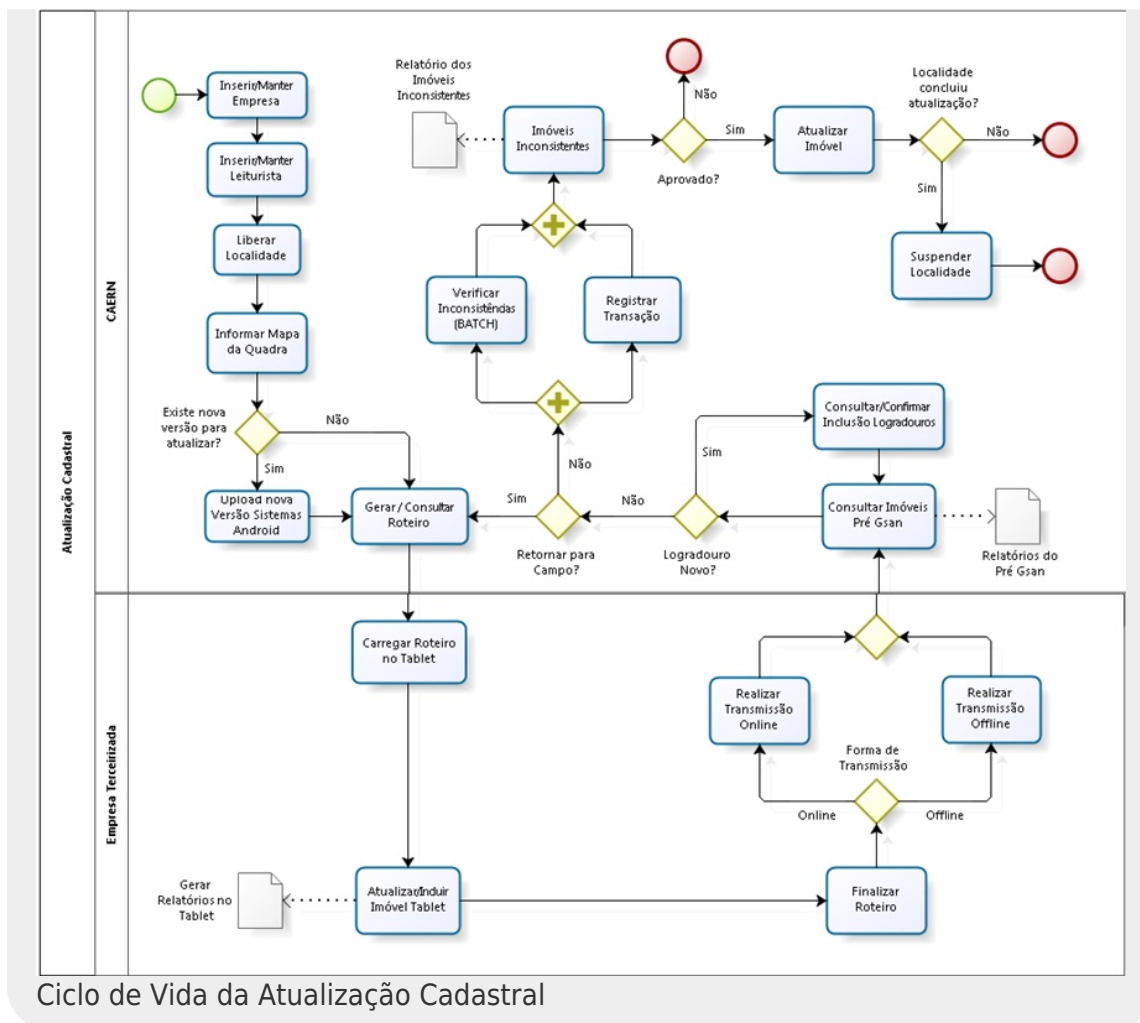 Atualização Cadastral
CAERN
Inserir/Manter
Empresa
Inserir/Manter
Leiturista
Liberar
Localidade
Informar Mapa
da Quadra
Existe nova
versão para
atualizar?
Não
Sim
Upload nova
Versão Sistemas
Android
Gerar / Consultar
Roteiro
Relatório dos
Imóveis
Inconsistentes
Imóveis
Inconsistentes
Não
Aprovado?
Sim
Atualizar
Imóvel
Localidade
concluiu
atualização?
Não
Sim
Suspender
Localidade
Verificar
Inconsistências
(BATCH)
Registrar
Transação
Não
Sim
Retornar para
Campo?
Não
Sim
Logradouro
Novo?
Consultar/Confirmar
Inclusão Logradouros
Consultar Imóveis
Pré Gsan
Relatórios do
Pré Gsan
Empresa Terceirizada
Carregar Roteiro
no Tablet
Gerar
Relatórios no
Tablet
Atualizar/Induir
Imóvel Tablet
Realizar
Transmissão
Online
Realizar
Transmissão
Offline
Forma de
Transmissão
Online
Offline
Finalizar
Roteiro
Ciclo de Vida da Atualização Cadastral